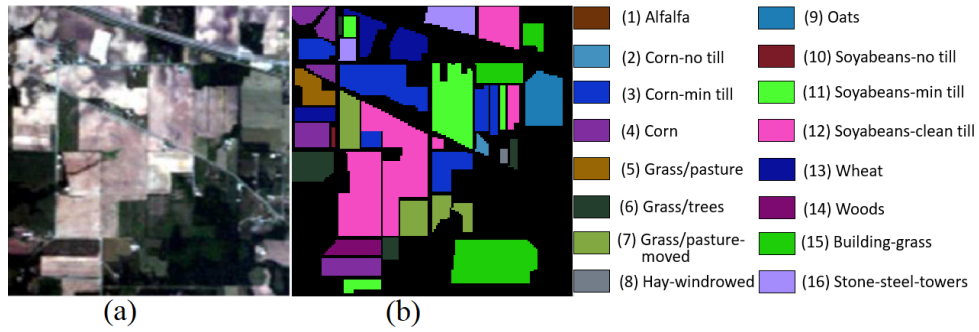 (1) Alfalfa
(2) Corn-no till
(3) Corn-min till
(4) Corn
(5) Grass/pasture
(6) Grass/trees
(7) Grass/pasture-
moved
(8) Hay-windrowed
(9) Oats
(10) Soyabeans-no till
(11) Soyabeans-min till
(12) Soyabeans-clean till
(13) Wheat
(14) Woods
(15) Building-grass
(16) Stone-steel-towers
(a)
(b)